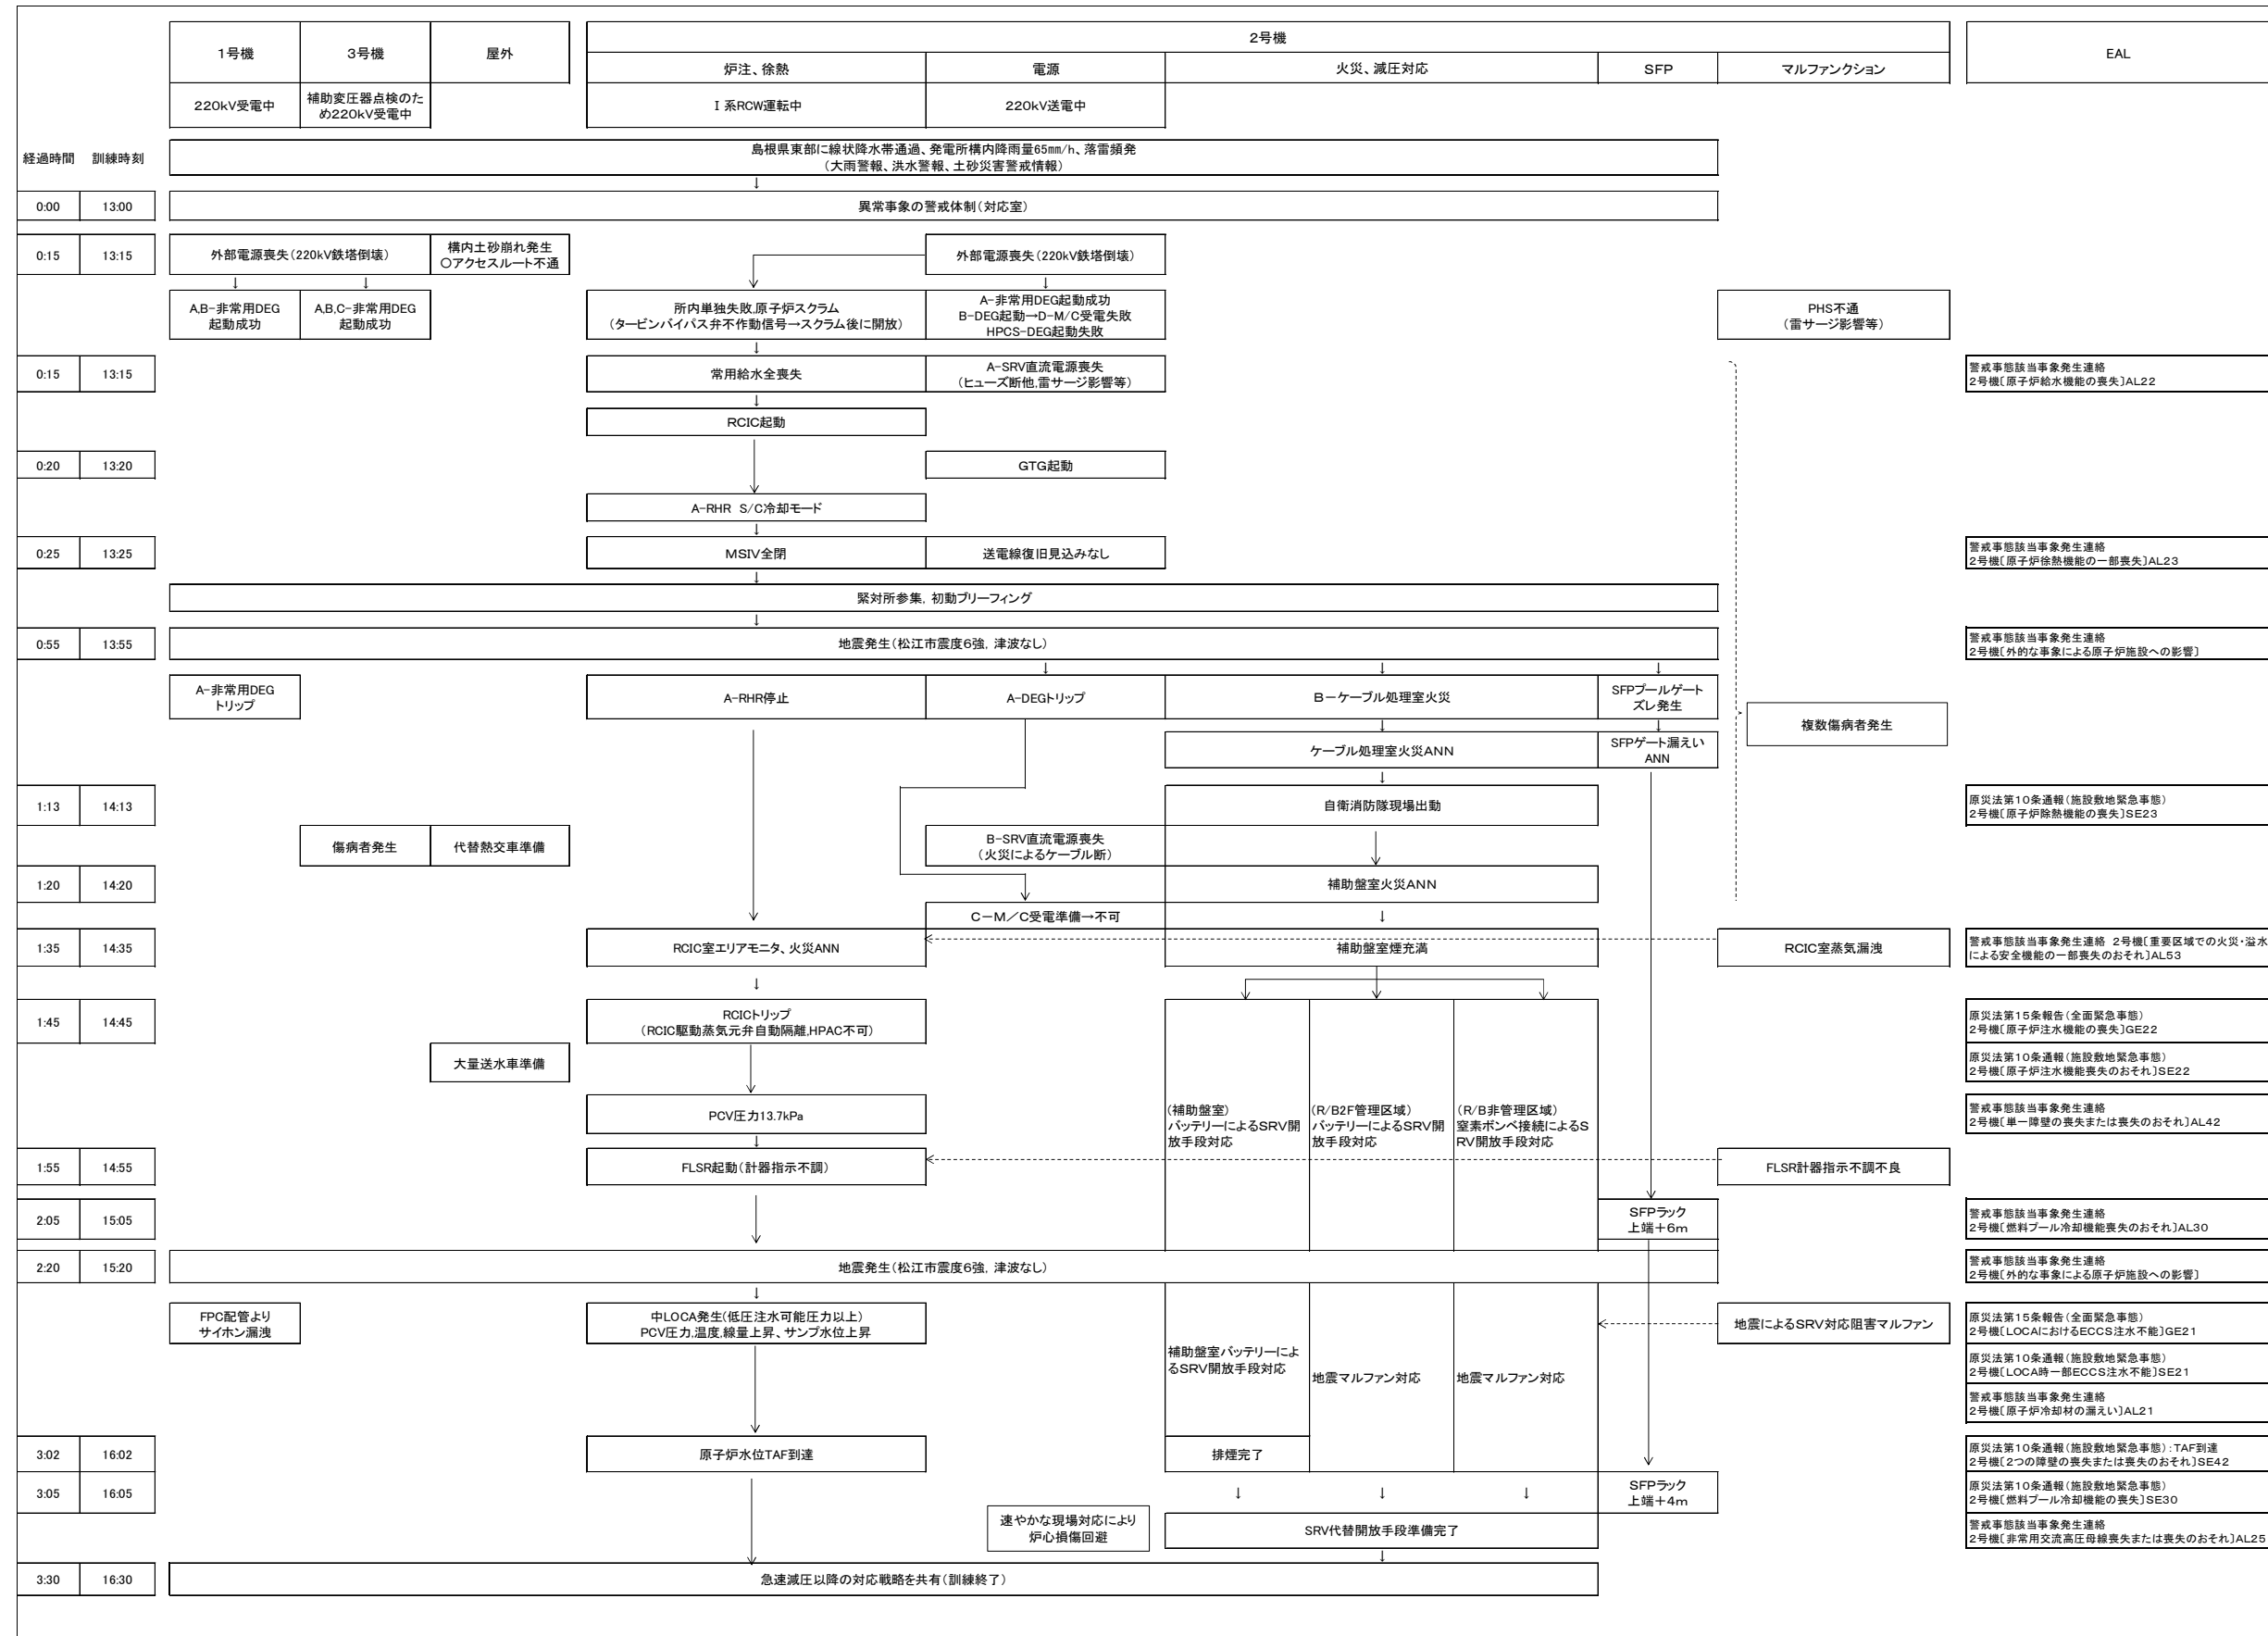 1号機
3号機
屋外
2号機
EAL
炉注、徐熱
電源
火災、減圧対応
SFP
マルファンクション
220kV受電中
補助変圧器点検のた
め220kV受電中
Ⅰ系RCW運転中
220kV送電中
経過時間
訓練時刻
島根県東部に線状降水帯通過、発電所構内降雨量65㎜/h、落雷頻発
(大雨警報、洪水警報、土砂災害警戒情報)
↓
0:00
13:00
異常事象の警戒体制(対応室)
0:15
13:15
外部電源喪失(220kV鉄塔倒壊)
構内土砂崩れ発生
〇アクセスルート不通
外部電源喪失(220kV鉄塔倒壊)
↓
↓
↓
A,B-非常用DEG
起動成功
A,B,C-非常用DEG
起動成功
所内単独失敗,原子炉スクラム
(タービンバイパス弁不作動信号→スクラム後に開放)
A-非常用DEG起動成功
B-DEG起動→D-M/C受電失敗
HPCS-DEG起動失敗
PHS不通
(雷サージ影響等)
↓
0:15
13:15
常用給水全喪失
A-SRV直流電源喪失
(ヒューズ断他,雷サージ影響等)
警戒事態該当事象発生連絡
2号機〔原子炉給水機能の喪失〕AL22
↓
RCIC起動
0:20
13:20
GTG起動
A-RHR S/C冷却モード
↓
0:25
13:25
MSIV全閉
送電線復旧見込みなし
警戒事態該当事象発生連絡
2号機〔原子炉徐熱機能の一部喪失〕AL23
↓
緊対所参集, 初動ブリーフィング
↓
0:55
13:55
地震発生(松江市震度6強, 津波なし)
警戒事態該当事象発生連絡
2号機〔外的な事象による原子炉施設への影響〕
↓
↓
↓
A-非常用DEG
トリップ
A-RHR停止
A-DEGトリップ
B-ケーブル処理室火災
SFPプールゲート
ズレ発生
複数傷病者発生
↓
↓
ケーブル処理室火災ANN
SFPゲート漏えい
ANN
↓
1:13
14:13
自衛消防隊現場出動
原災法第10条通報(施設敷地緊急事態)
2号機〔原子炉除熱機能の喪失〕SE23
傷病者発生
代替熱交車準備
B-SRV直流電源喪失
(火災によるケーブル断)
1:20
14:20
補助盤室火災ANN
C-M/C受電準備→不可
↓
1:35
14:35
RCIC室エリアモニタ、火災ANN
補助盤室煙充満
RCIC室蒸気漏洩
警戒事態該当事象発生連絡 2号機〔重要区域での火災・溢水
による安全機能の一部喪失のおそれ〕AL53
↓
1:45
14:45
RCICトリップ
(RCIC駆動蒸気元弁自動隔離,HPAC不可)
原災法第15条報告(全面緊急事態)
2号機〔原子炉注水機能の喪失〕GE22
大量送水車準備
原災法第10条通報(施設敷地緊急事態)
2号機〔原子炉注水機能喪失のおそれ〕SE22
PCV圧力13.7kPa
(補助盤室)
バッテリーによるSRV開
放手段対応
(R/B2F管理区域)
バッテリーによるSRV開
放手段対応
(R/B非管理区域)
窒素ボンベ接続によるS
RV開放手段対応
警戒事態該当事象発生連絡
2号機〔単一障壁の喪失または喪失のおそれ〕AL42
↓
1:55
14:55
FLSR起動(計器指示不調)
FLSR計器指示不調不良
2:05
15:05
SFPラック
上端+6m
警戒事態該当事象発生連絡
2号機〔燃料プール冷却機能喪失のおそれ〕AL30
2:20
15:20
地震発生(松江市震度6強, 津波なし)
警戒事態該当事象発生連絡
2号機〔外的な事象による原子炉施設への影響〕
↓
FPC配管より
サイホン漏洩
中LOCA発生(低圧注水可能圧力以上)
PCV圧力,温度,線量上昇、サンプ水位上昇
地震によるSRV対応阻害マルファン
原災法第15条報告(全面緊急事態)
2号機〔LOCAにおけるECCS注水不能〕GE21
補助盤室バッテリーによ
るSRV開放手段対応
地震マルファン対応
地震マルファン対応
原災法第10条通報(施設敷地緊急事態)
2号機〔LOCA時一部ECCS注水不能〕SE21
警戒事態該当事象発生連絡
2号機〔原子炉冷却材の漏えい〕AL21
3:02
16:02
原子炉水位TAF到達
排煙完了
原災法第10条通報(施設敷地緊急事態):TAF到達
2号機〔2つの障壁の喪失または喪失のおそれ〕SE42
3:05
16:05
↓
↓
↓
SFPラック
上端+4m
原災法第10条通報(施設敷地緊急事態)
2号機〔燃料プール冷却機能の喪失〕SE30
速やかな現場対応により
炉心損傷回避
SRV代替開放手段準備完了
警戒事態該当事象発生連絡
2号機〔非常用交流高圧母線喪失または喪失のおそれ〕AL25
↓
3:30
16:30
急速減圧以降の対応戦略を共有(訓練終了)